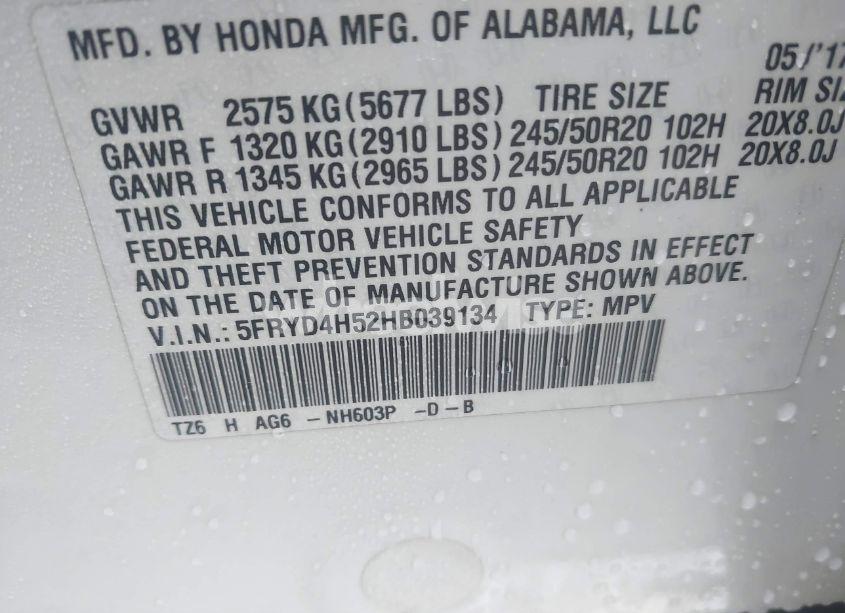 MFD. BY HONDA MFG. OF ALABAMA, LLC
05/'17
GVWR 2575 KG (5677 LBS) TIRE SIZE RIM SIZ
GAWR F 1320 KG (2910 LBS) 245/50R20 102H 20X8.0J
GAWR R 1345 KG (2965 LBS) 245/50R20 102H 20X8.0J
THIS VEHICLE CONFORMS TO ALL APPLICABLE
FEDERAL MOTOR VEHICLE SAFETY
AND THEFT PREVENTION STANDARDS IN EFFECT
ON THE DATE OF MANUFACTURE SHOWN ABOVE.
V.I.N.: 5FRYD4H52HB039134 TYPE: MPV
TZ6 H AG6 -NH603P -D-B